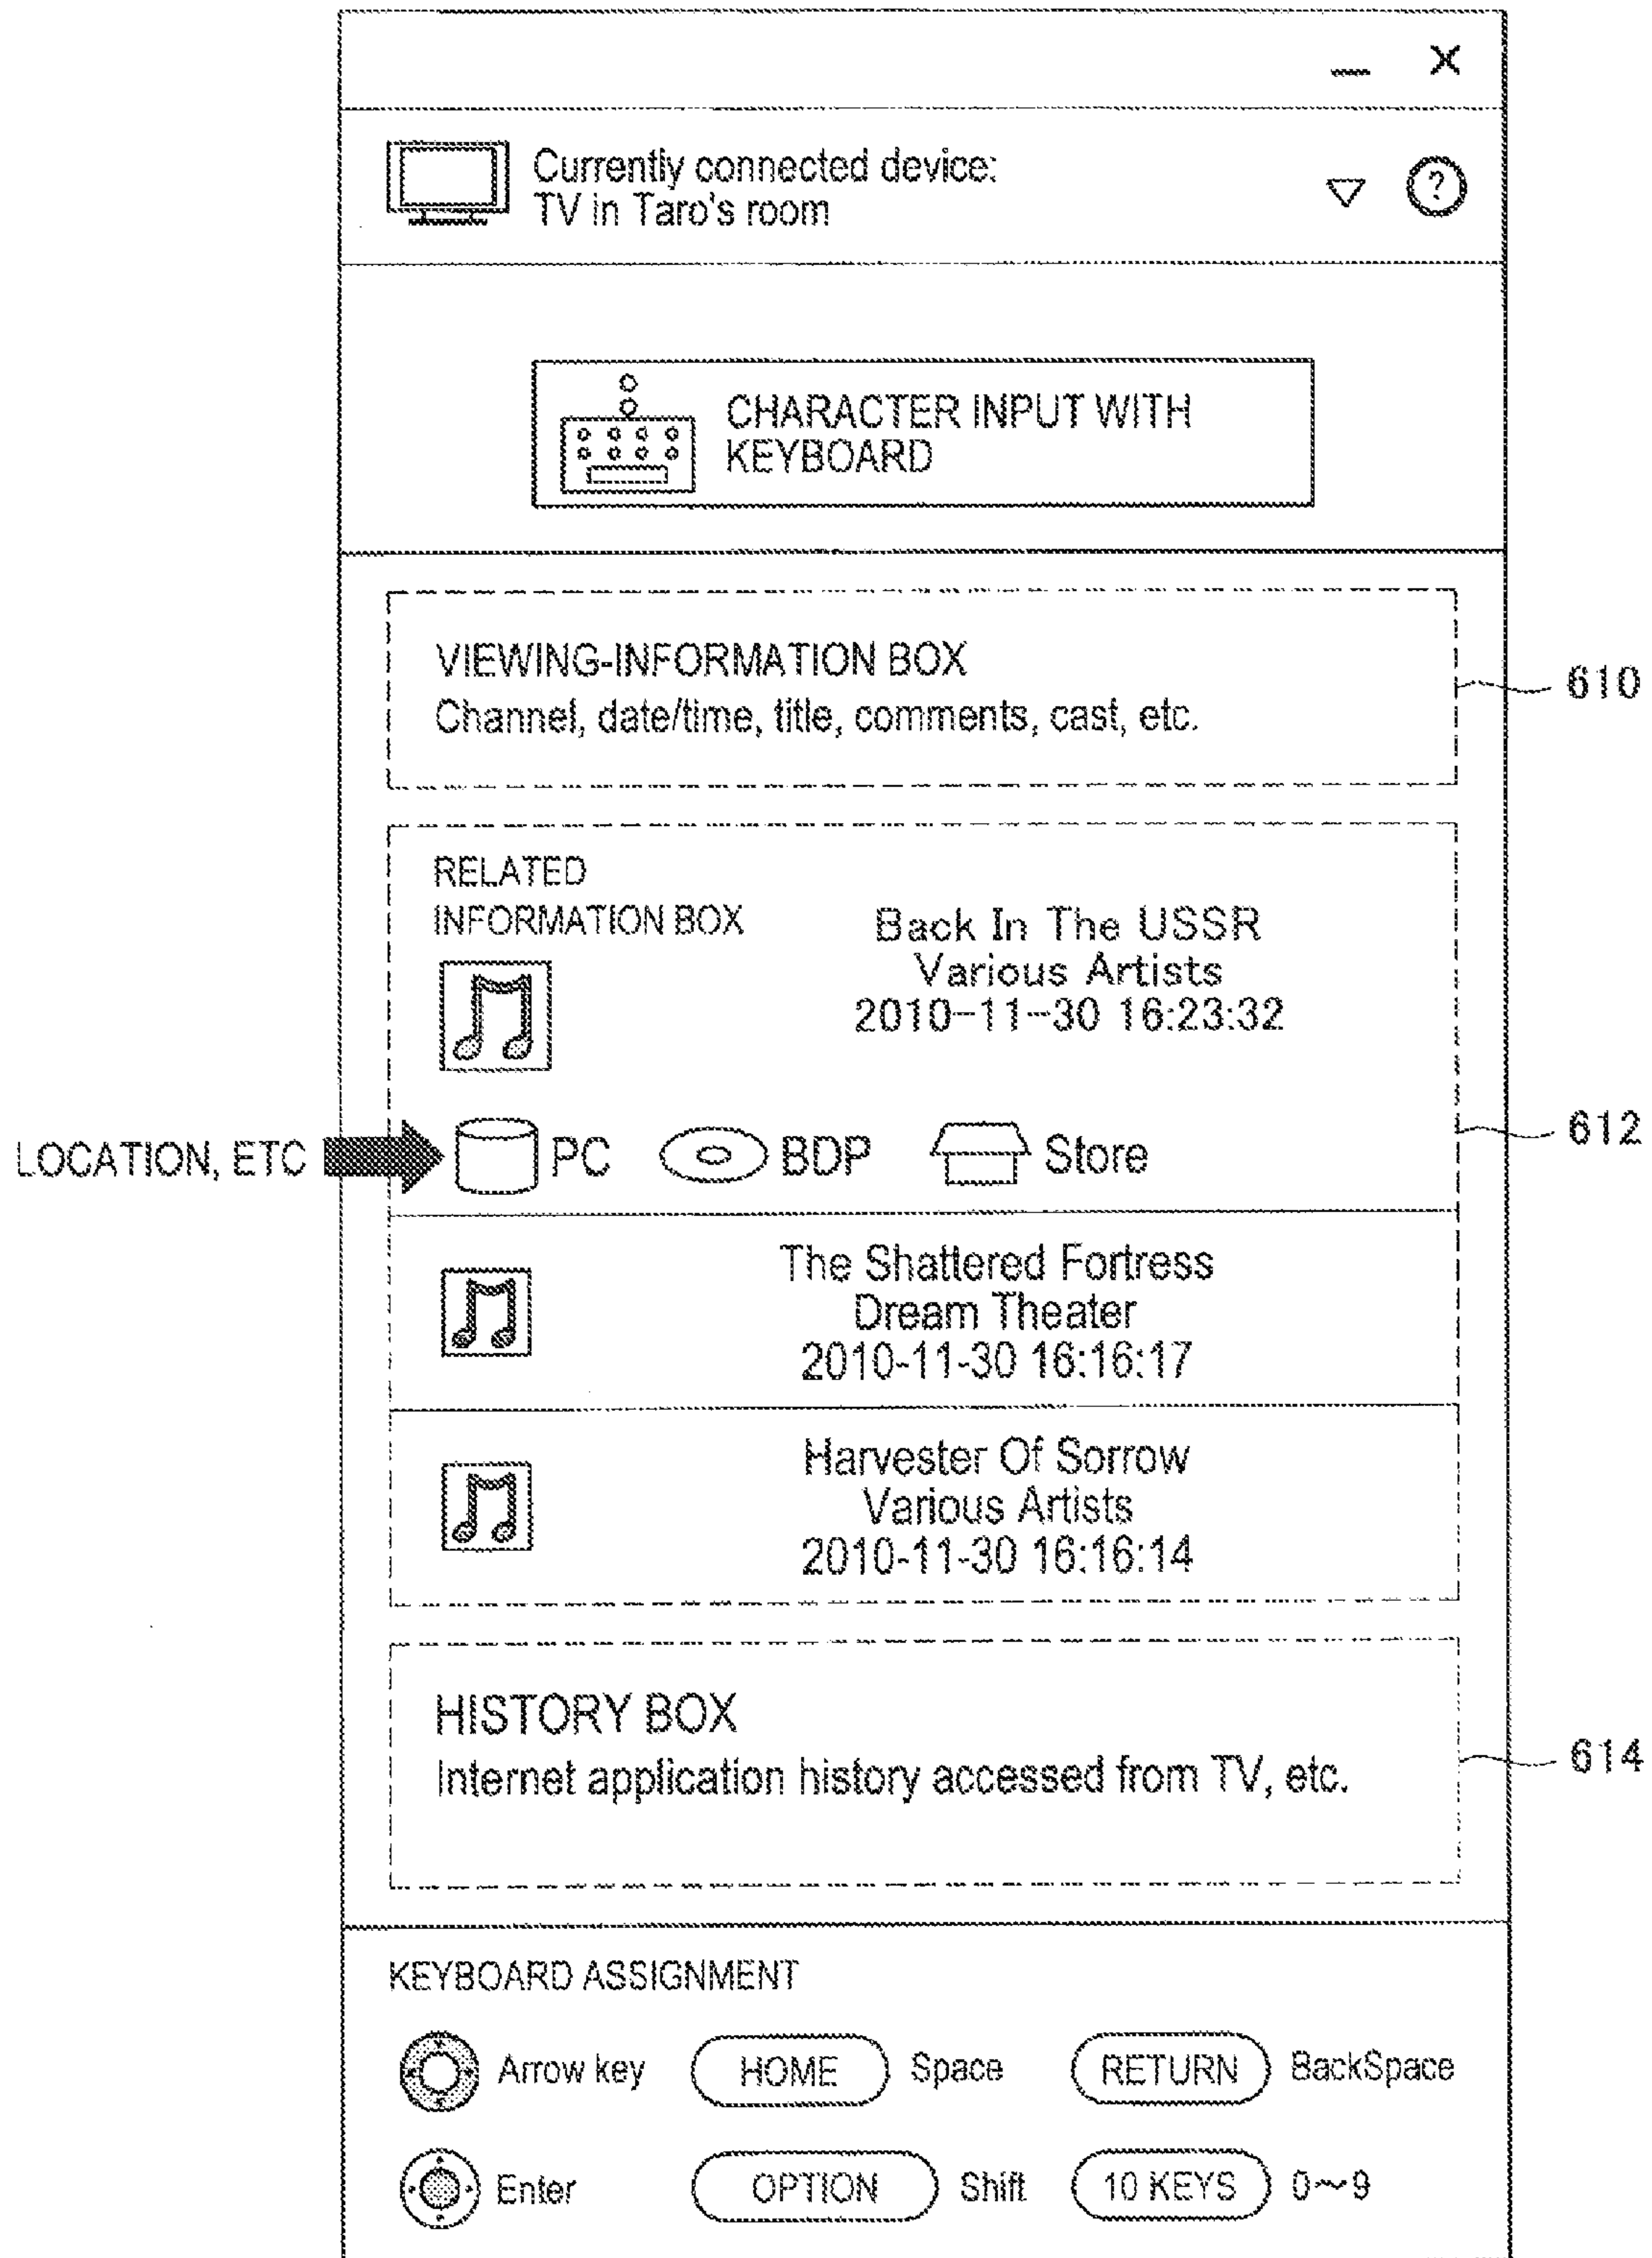 Currently connected device:
TV in Taro's room
?
CHARACTER INPUT WITH
KEYBOARD
VIEWING-INFORMATION BOX
Channel, date/time, title, comments, cast, etc.
610
RELATED
INFORMATION BOX
Back In The USSR
Various Artists
2010-11-30 16:23:32
LOCATION, ETC
PC
BDP
Store
612
The Shattered Fortress
Dream Theater
2010-11-30 16:16:17
Harvester Of Sorrow
Various Artists
2010-11-30 16:16:14
HISTORY BOX
Internet application history accessed from TV, etc.
614
KEYBOARD ASSIGNMENT
Arrow key
HOME
Space
RETURN
BackSpace
Enter
OPTION
Shift
10 KEYS
0~9